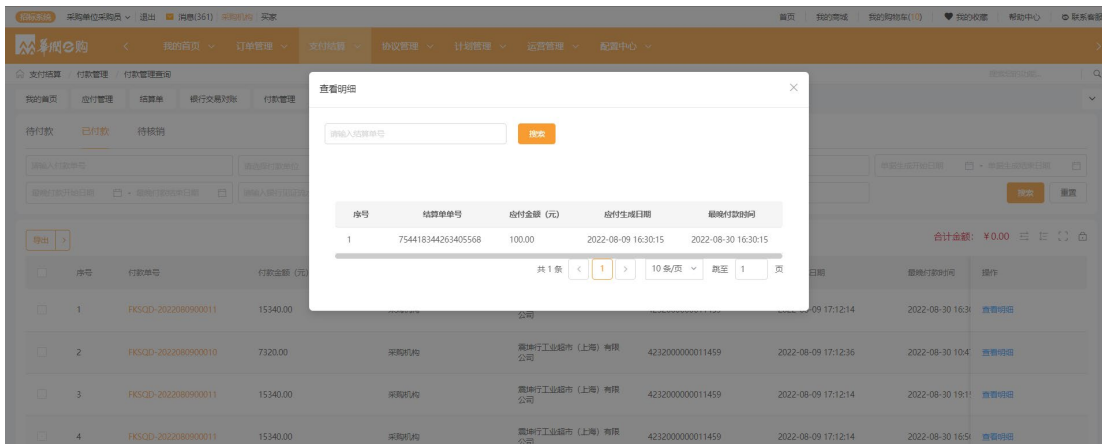 采购单位采购员 退出 消息(361) 采购机构 买家 首页 我的商城 我的购物车(10) 我的收藏 帮助中心 联系客服
我的首页 订单管理 支付结算 协议管理 计划管理 运营管理 配置中心
支付结算 / 付款管理 / 付款管理查询
我的首页 应付管理 结算单 银行交易对账 付款管理
查看明细
待付款 已付款 待核销
请输入结算单号 搜索
请输入付款单号
搜索 重置
序号 结算单单号 应付金额 (元) 应付生成日期 最晚付款时间
1 754418344263405568 100.00 2022-08-09 16:30:15 2022-08-30 16:30:15
导出 合计金额: ¥0.00
共 1 条 < 1 > 10 条/页 跳至 1 页
序号 付款单号 付款金额 (元) 日期 最晚付款时间 操作
1 FKSQD-2022080900011 15340.00 公司 2022-08-09 17:12:14 2022-08-30 16:3 查看明细
2 FKSQD-2022080900010 7320.00 采购机构 震坤行工业超市（上海）有限公司 4232000000011459 2022-08-09 17:12:36 2022-08-30 10:4 查看明细
3 FKSQD-2022080900011 15340.00 采购机构 震坤行工业超市（上海）有限公司 4232000000011459 2022-08-09 17:12:14 2022-08-30 19:1 查看明细
4 FKSQD-2022080900011 15340.00 采购机构 震坤行工业超市（上海）有限公司 4232000000011459 2022-08-09 17:12:14 2022-08-30 16:5 查看明细